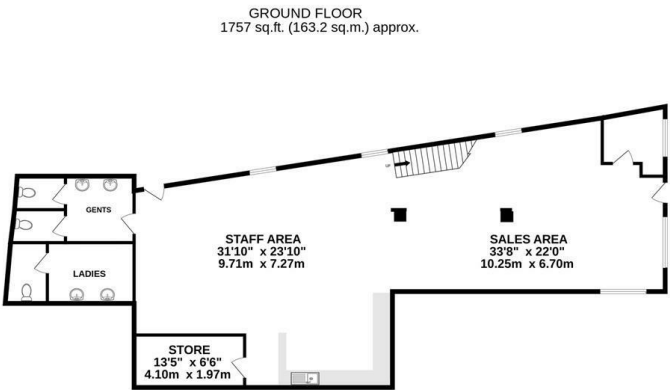 GROUND FLOOR
1757 sq.ft. (163.2 sq.m.) approx.
UP
GENTS
LADIES
STAFF AREA
31'10" x 23'10"
9.71m x 7.27m
SALES AREA
33'8" x 22'0"
10.25m x 6.70m
STORE
13'5" x 6'6"
4.10m x 1.97m